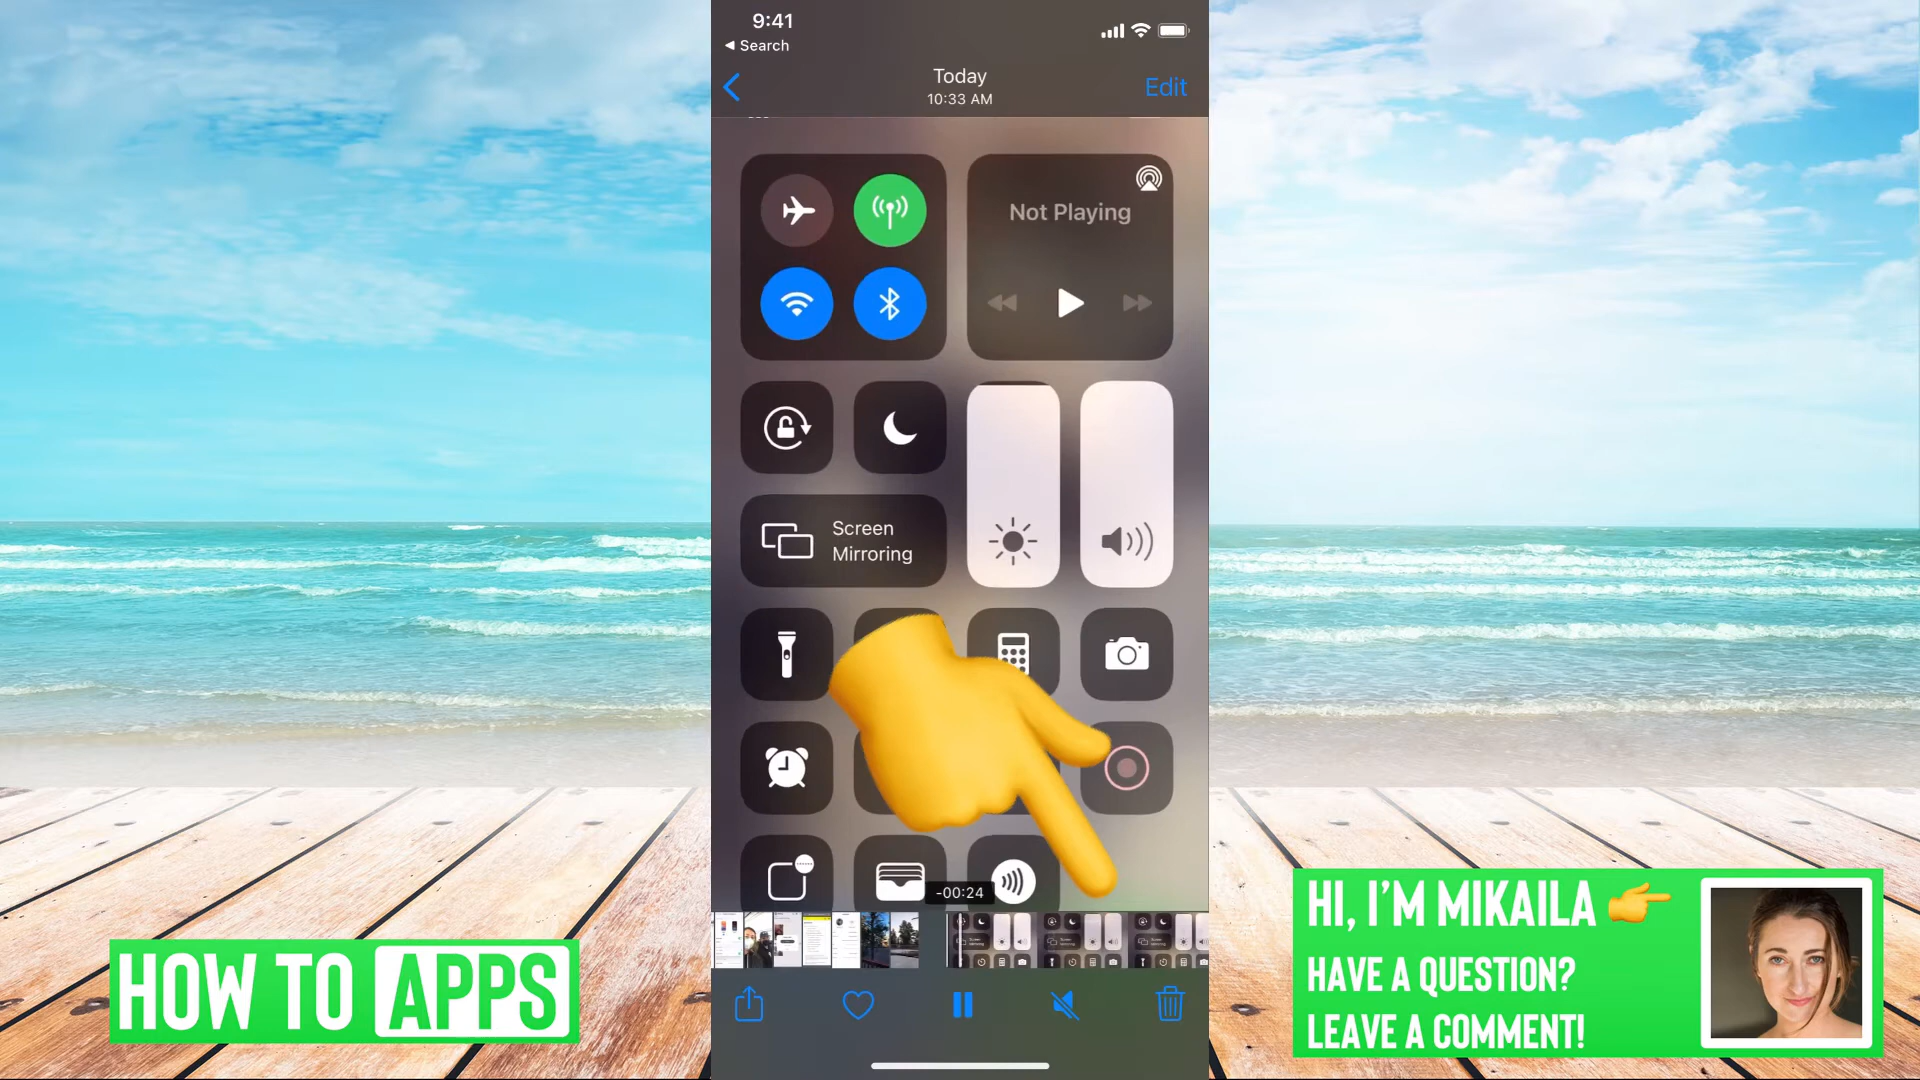 9:41
Search
Today
10:33 AM
Edit
Not Playing
Screen
Mirroring
-00:24
HOW TO APPS
HI, I'M MIKAILA
HAVE A QUESTION?
LEAVE A COMMENT!